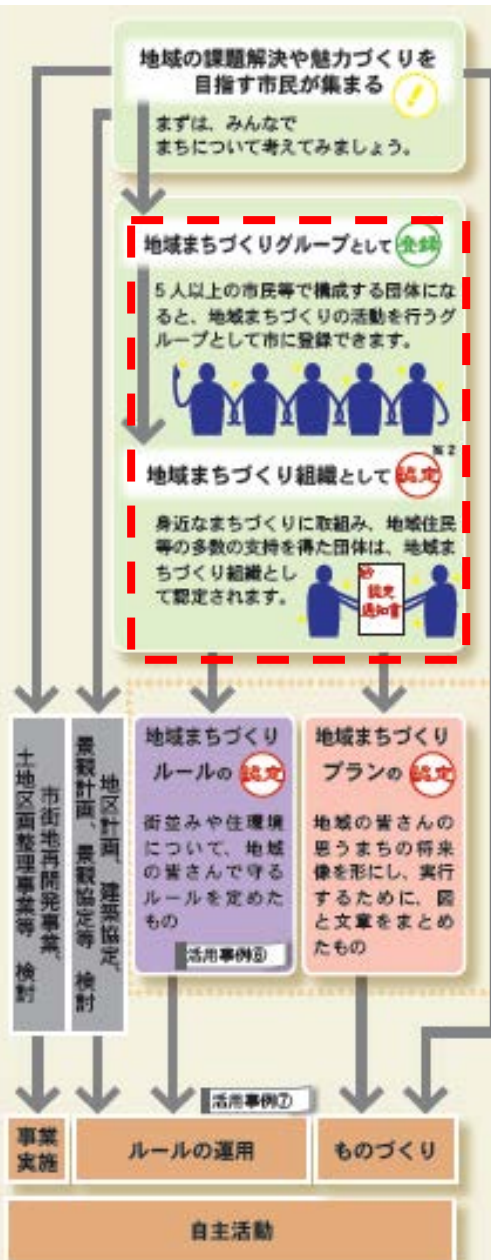 地域の課題解決や魅力づくりを
目指す市民が集まる
まずは、みんなで
まちについて考えてみましょう。
地域まちづくりグループとして 登録
5人以上の市民等で構成する団体にな
ると、地域まちづくりの活動を行うグ
ループとして市に登録できます。
※2
地域まちづくり組織として 認定
身近なまちづくりに取組み、地域住民
等の多数の支持を得た団体は、地域ま
ちづくり組織とし
て認定されます。
認定
通知書
市街地再開発事業、
土地区画整理事業等 検討
地区計画、建築協定、
景観計画、景観協定等 検討
地域まちづくり
ルールの 認定
街並みや住環境
について、地域
の皆さんで守る
ルールを定めた
もの
活用事例⑥
地域まちづくり
プランの 認定
地域の皆さんの
思うまちの将来
像を形にし、実行
するために、図
と文章をまとめ
たもの
活用事例⑦
事業
実施
ルールの運用
ものづくり
自主活動